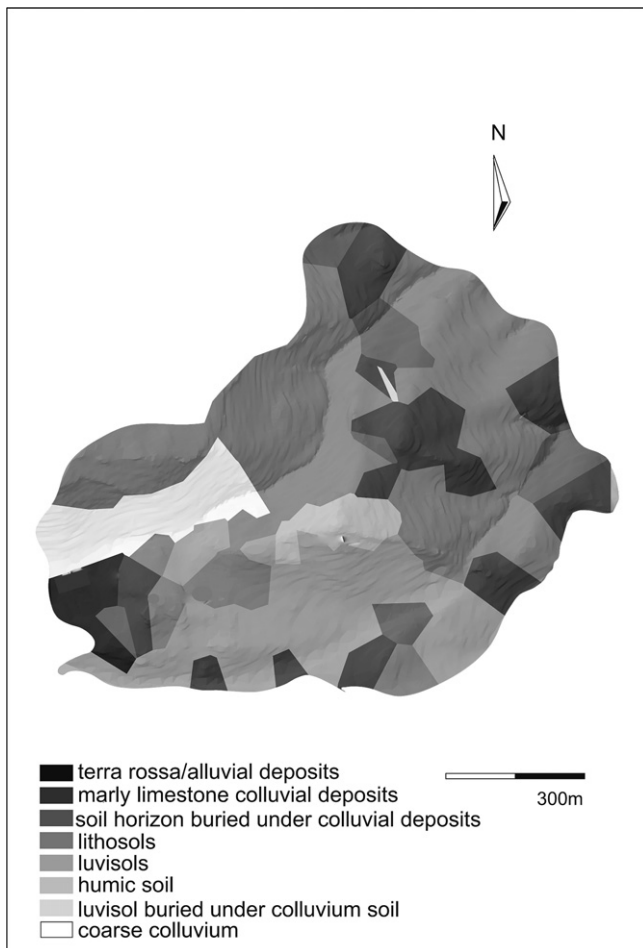 N
terra rossa/alluvial deposits
marly limestone colluvial deposits
soil horizon buried under colluvial deposits
lithosols
luvisols
humic soil
luvisol buried under colluvium soil
coarse colluvium
300m